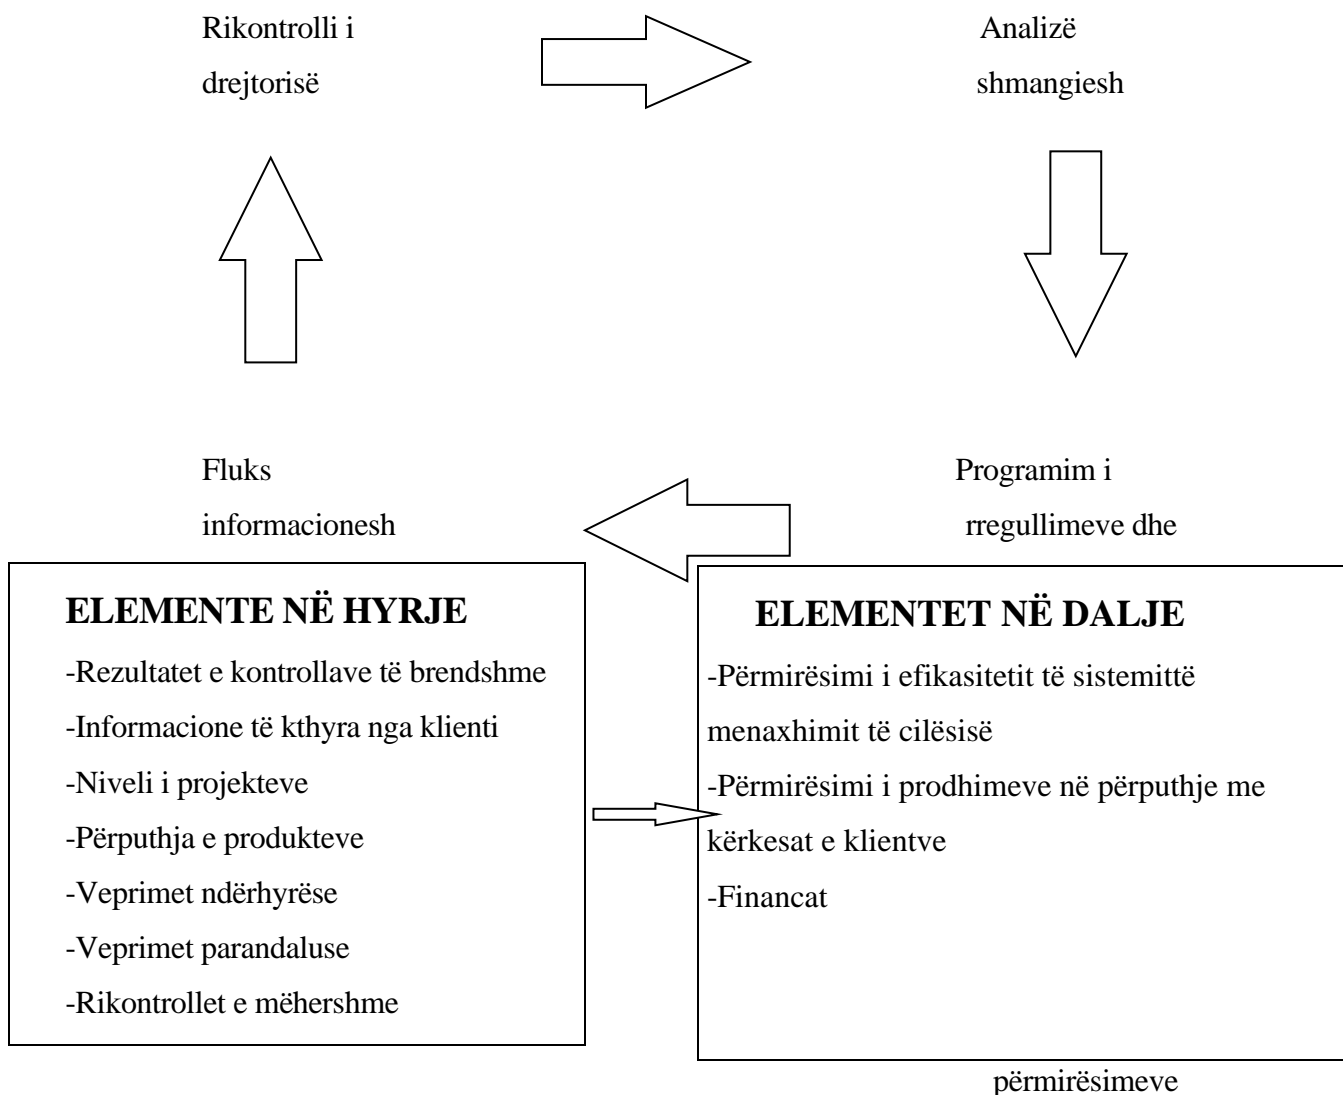 Rikontrolli i
drejtorisë
Analizë
shmangiesh
Fluks
informacionesh
Programim i
rregullimeve dhe
ELEMENTE NË HYRJE
-Rezultatet e kontrollave të brendshme
-Informacione të kthyra nga klienti
-Niveli i projekteve
-Përputhja e produkteve
-Veprimet ndërhyrëse
-Veprimet parandaluse
-Rikontrollet e mëhershme
ELEMENTET NË DALJE
-Përmirësimi i efikasitetit të sistemittë
menaxhimit të cilësisë
-Përmirësimi i prodhimeve në përputhje me
kërkesat e klientve
-Financat
përmirësimeve